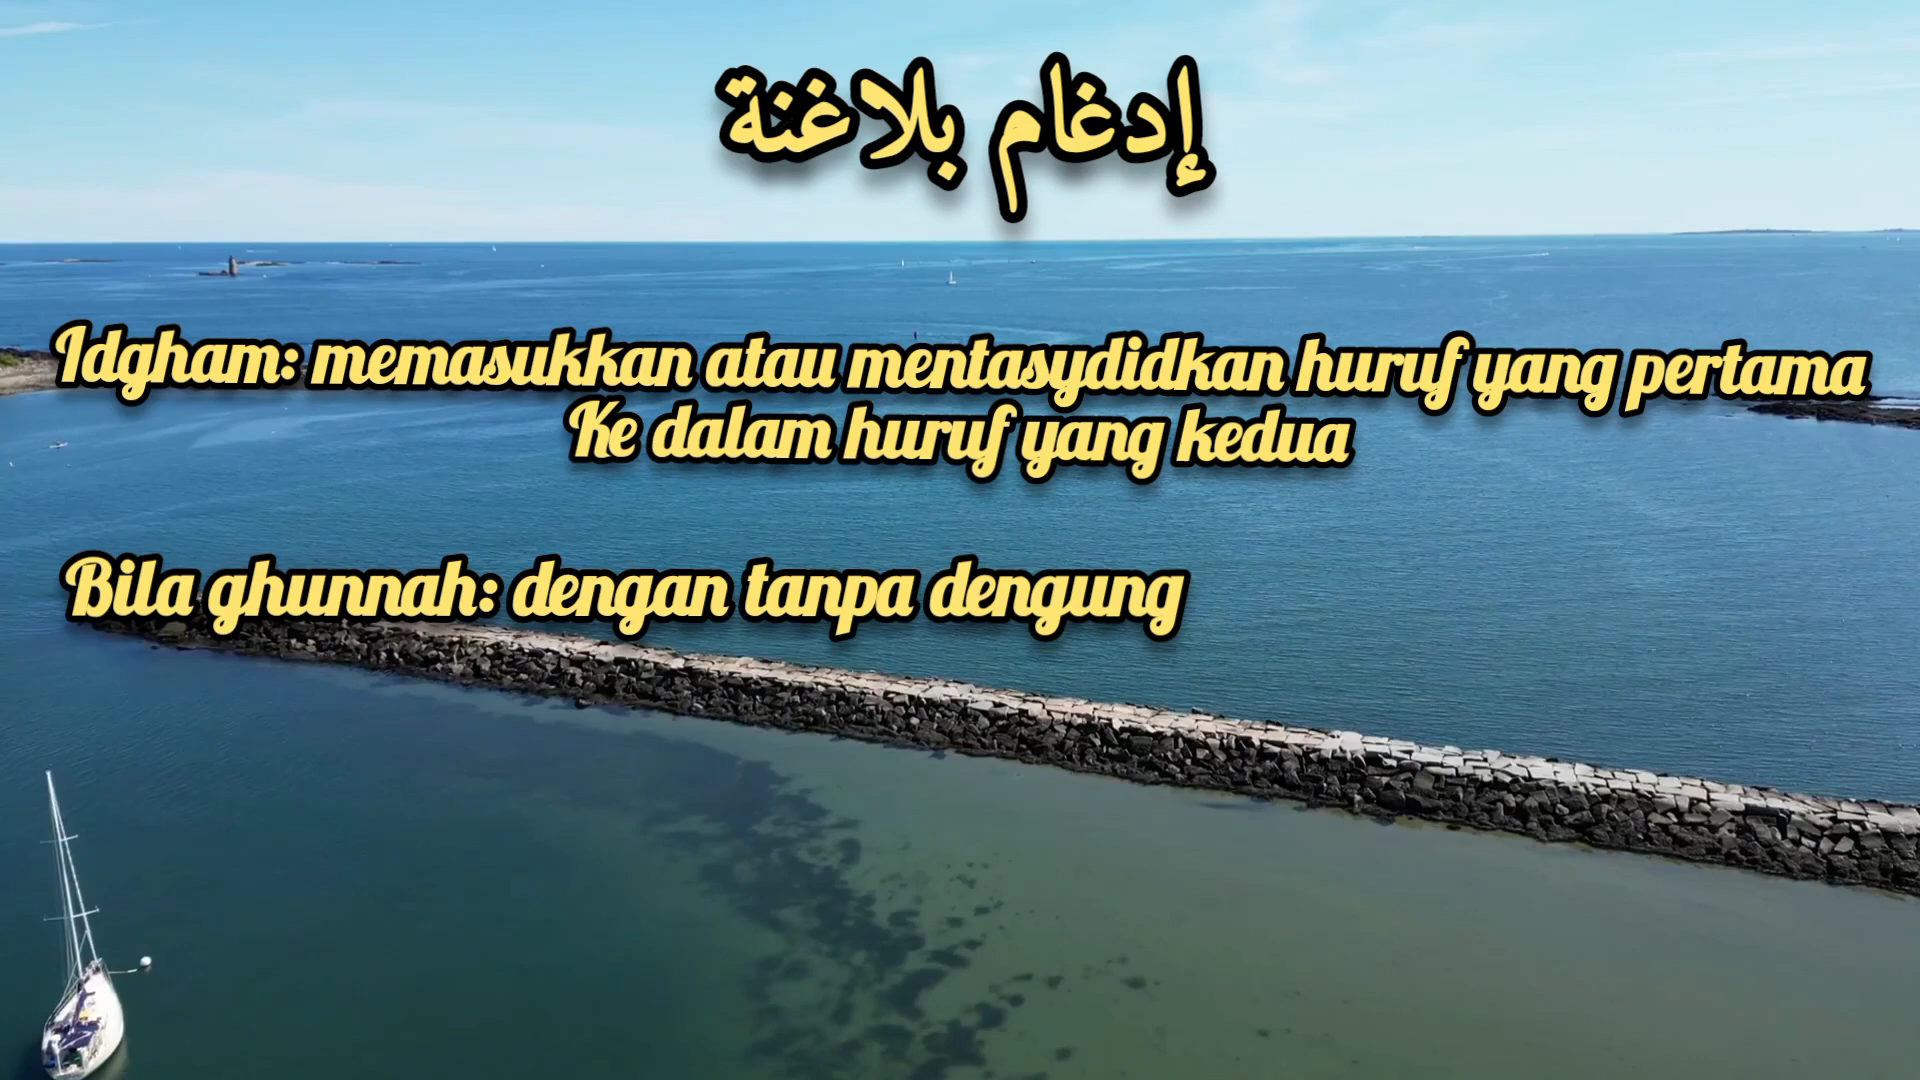 إدغام بلاغنة
Idgham: memasukkan atau mentasydidkan huruf yang pertama
Ke dalam huruf yang kedua
Bila ghunnah: dengan tanpa dengung